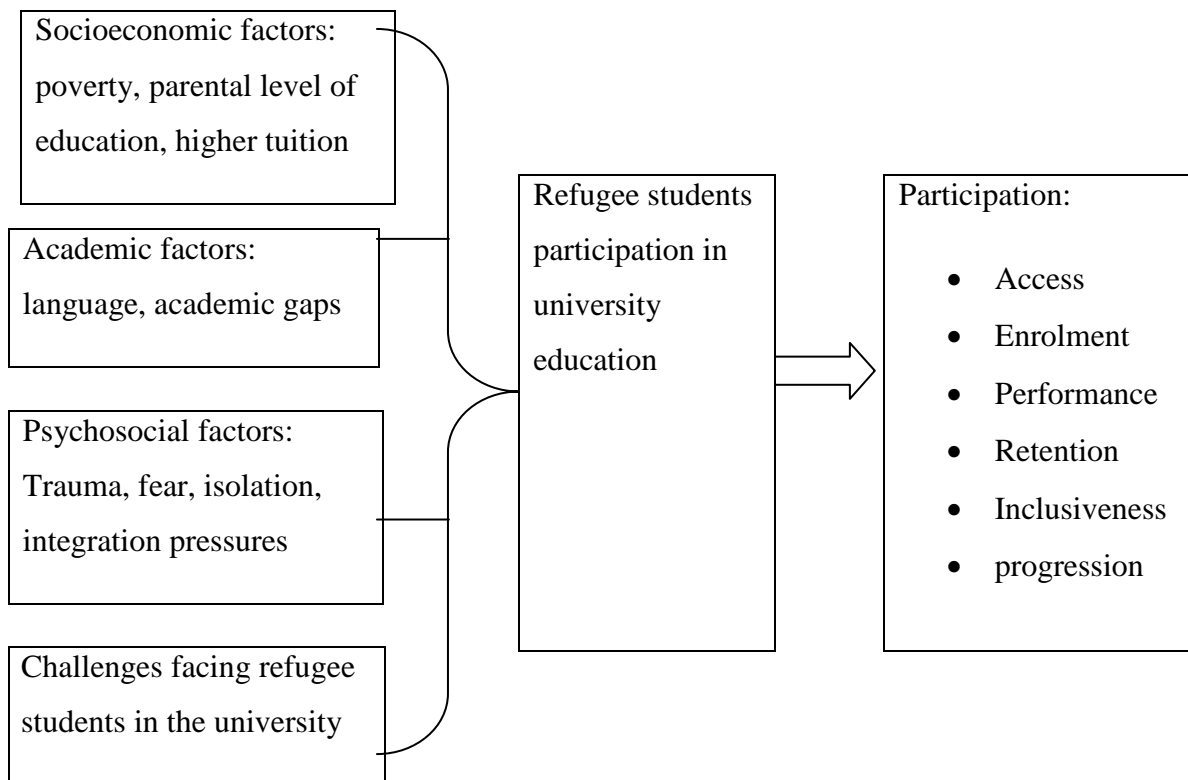 Socioeconomic factors:
poverty, parental level of
education, higher tuition
Academic factors:
language, academic gaps
Psychosocial factors:
Trauma, fear, isolation,
integration pressures
Challenges facing refugee
students in the university
Refugee students
participation in
university
education
Participation:
• Access
• Enrolment
• Performance
• Retention
• Inclusiveness
• progression